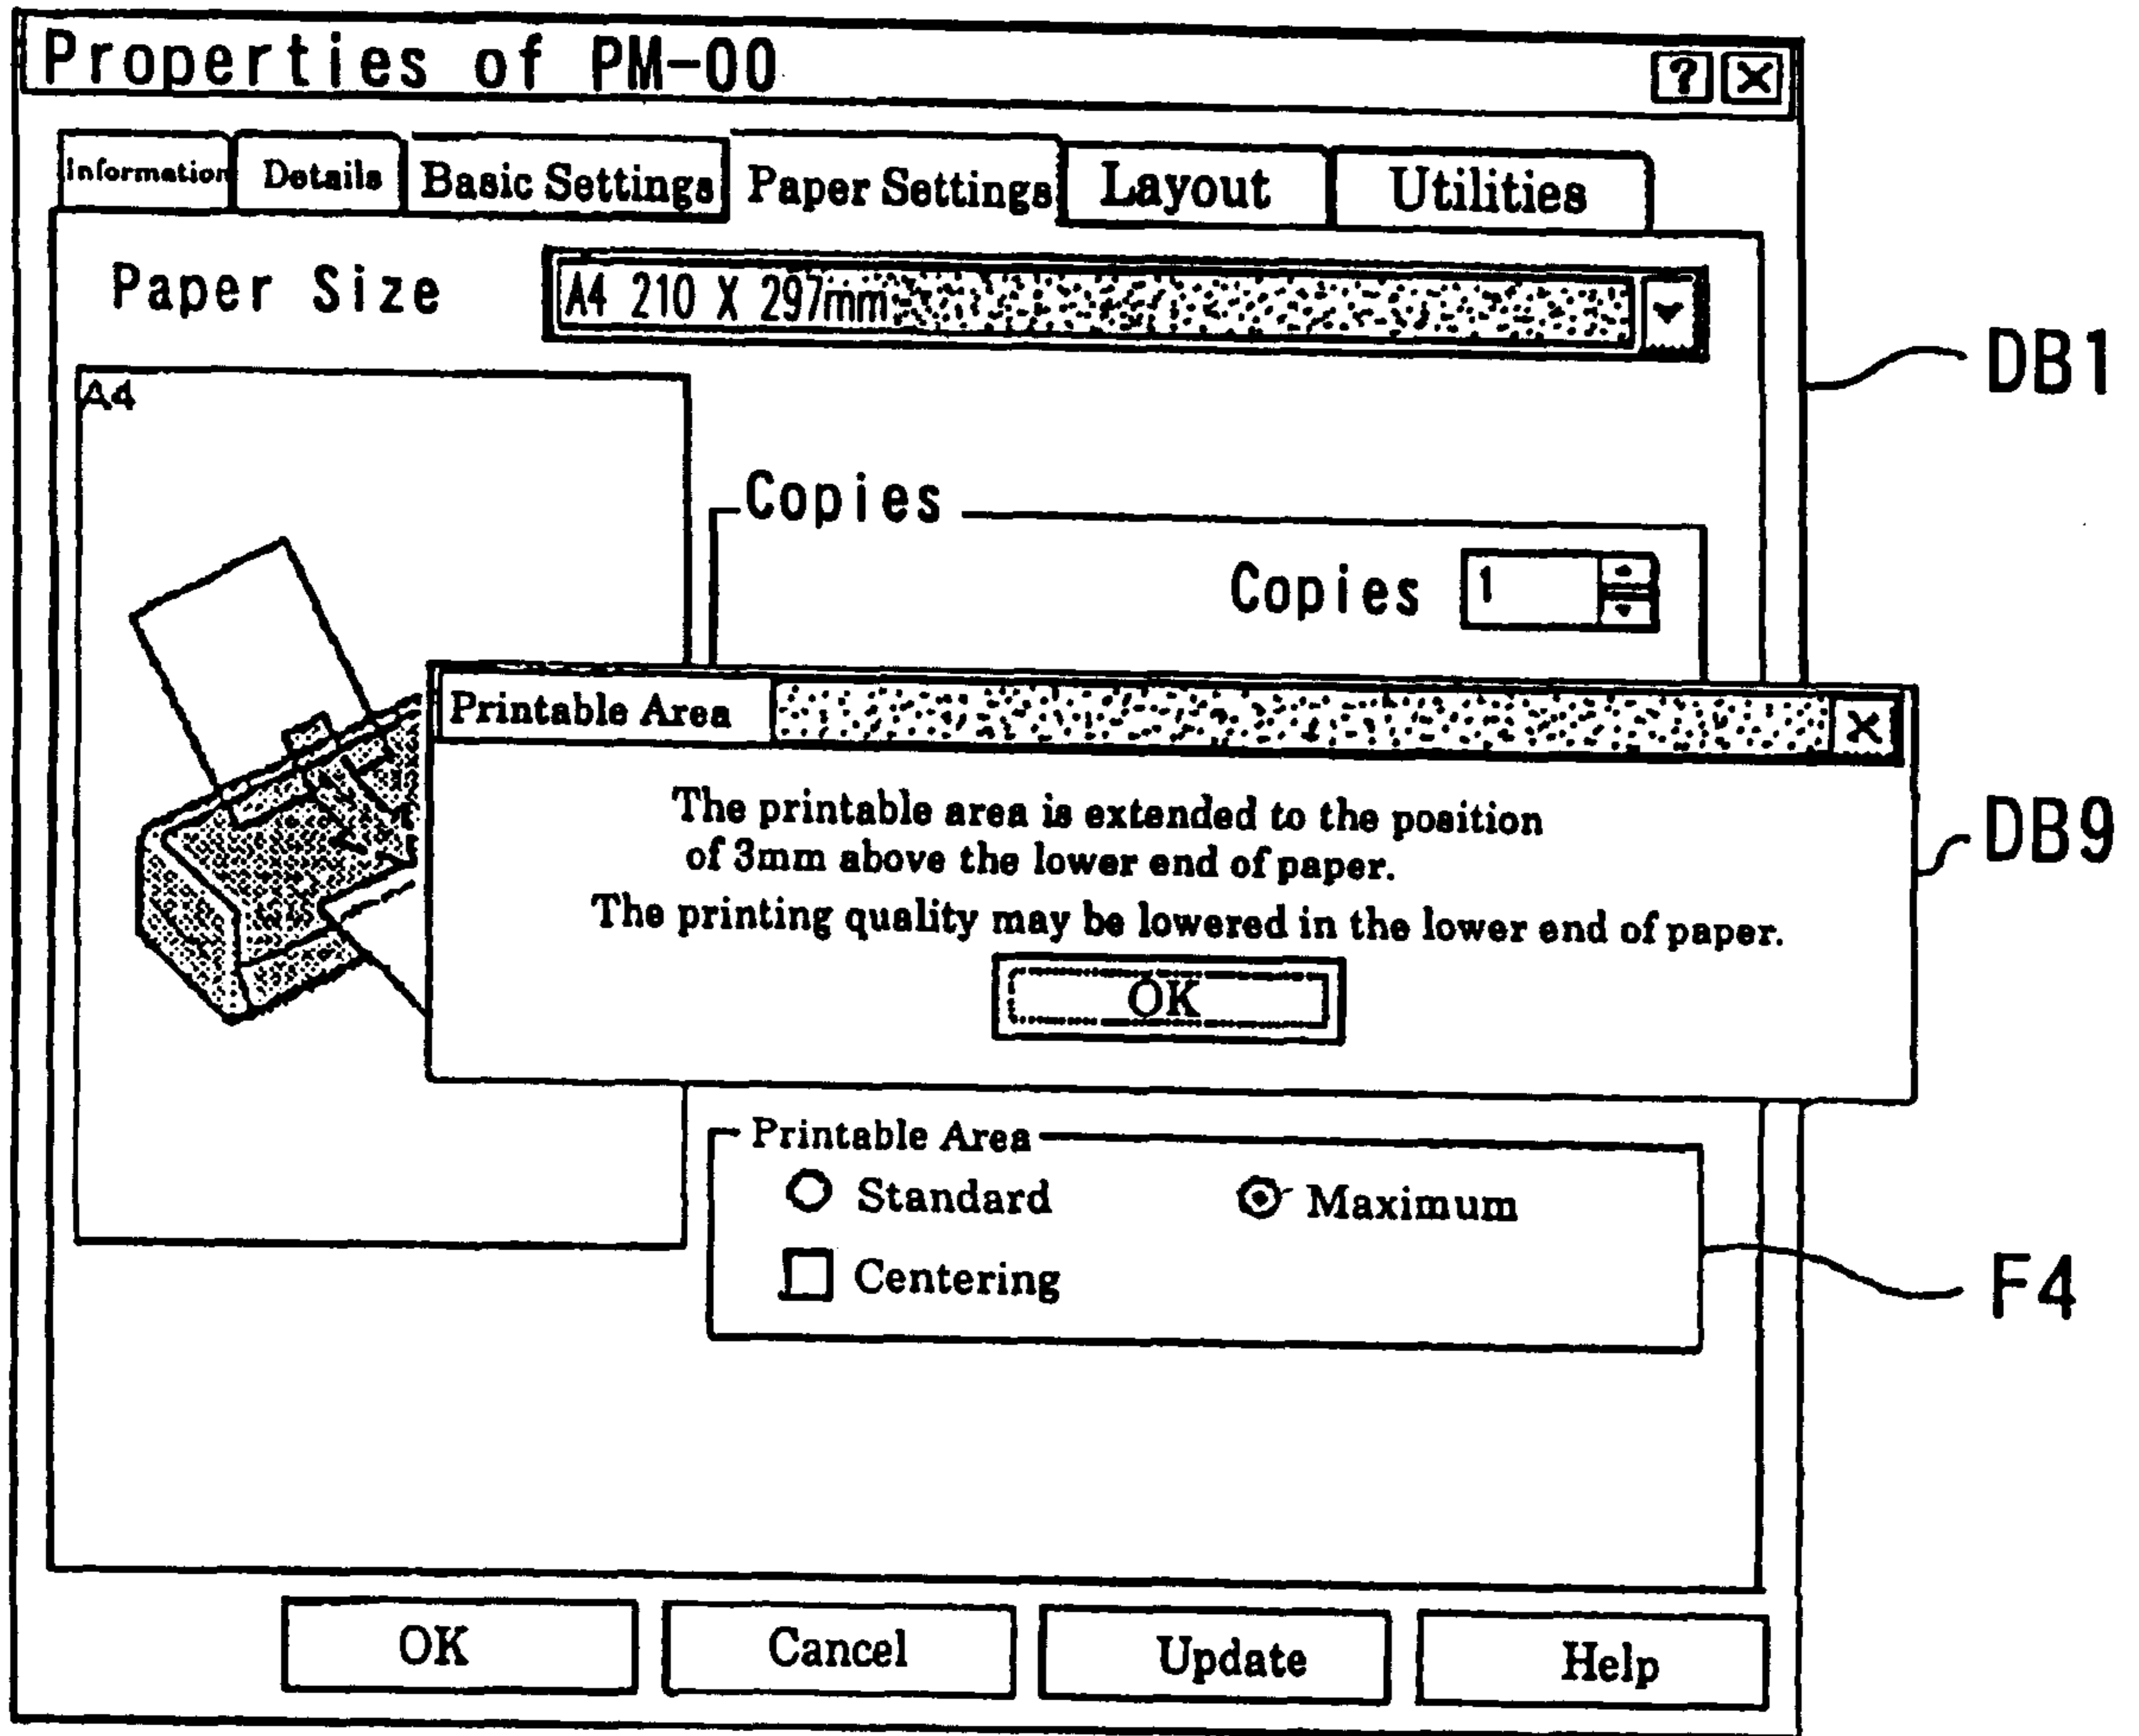 Properties of PM-00
?
X
Information Details Basic Settings Paper Settings Layout Utilities
Paper Size
A4 210 X 297mm
DB1
A4
Copies
Copies 1
Printable Area
X
The printable area is extended to the position
of 3mm above the lower end of paper.
The printing quality may be lowered in the lower end of paper.
OK
DB9
Printable Area
Standard Maximum
Centering
F4
OK Cancel Update Help